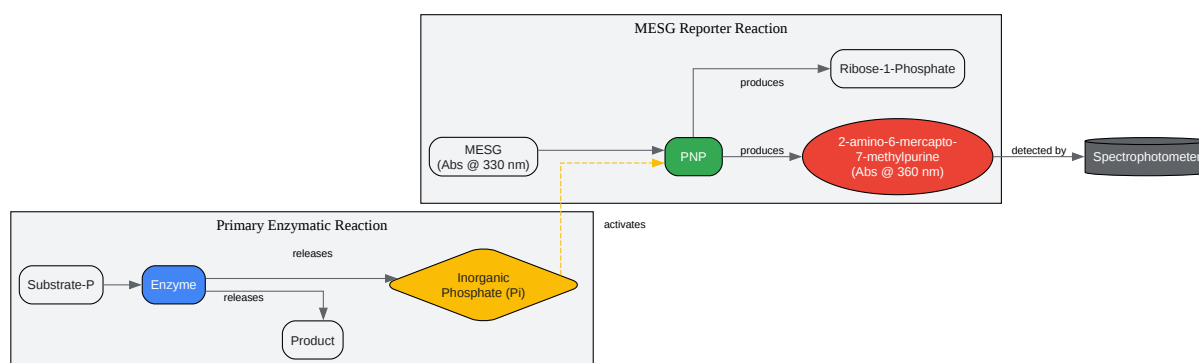 MESG Reporter Reaction
Ribose-1-Phosphate
produces
MESG
(Abs @ 330 nm)
PNP
produces
2-amino-6-mercapto-
7-methylpurine
(Abs @ 360 nm)
detected by
Spectrophotometer
Primary Enzymatic Reaction
activates
releases
Substrate-P
Enzyme
Inorganic
Phosphate (Pi)
releases
Product